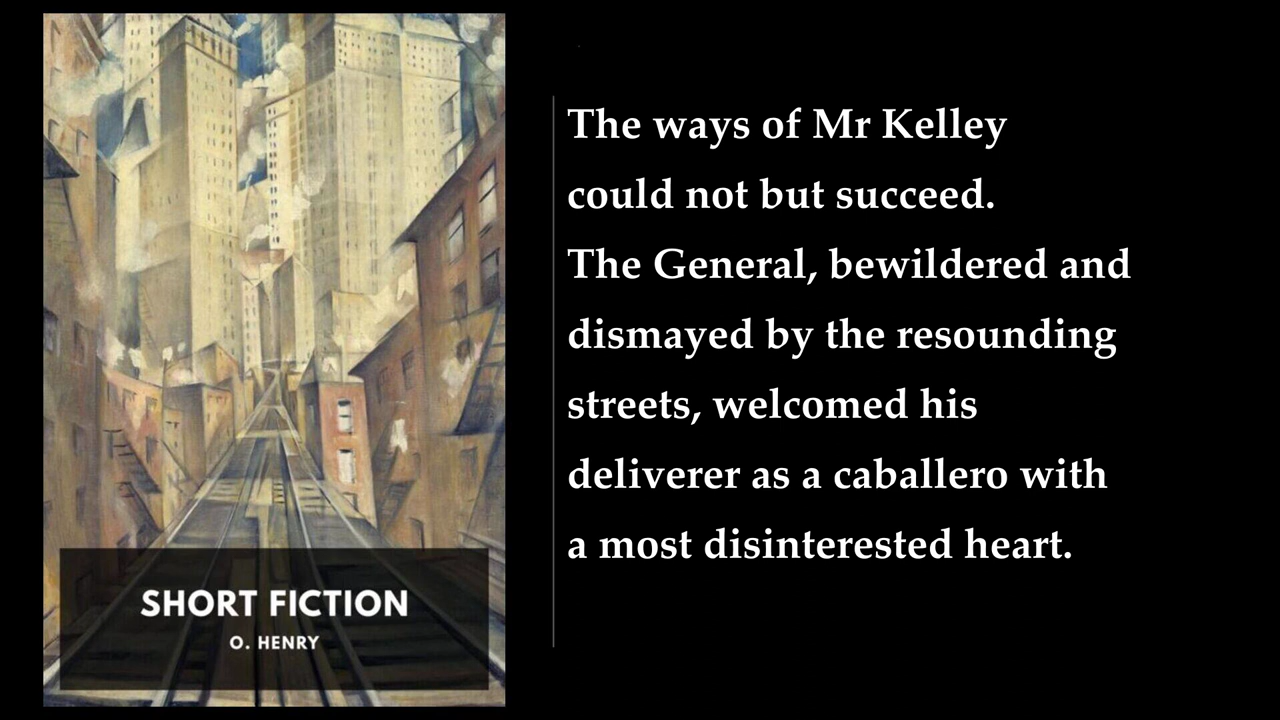 SHORT FICTION
O. HENRY
The ways of Mr Kelley
could not but succeed.
The General, bewildered and
dismayed by the resounding
streets, welcomed his
deliverer as a caballero with
a most disinterested heart.